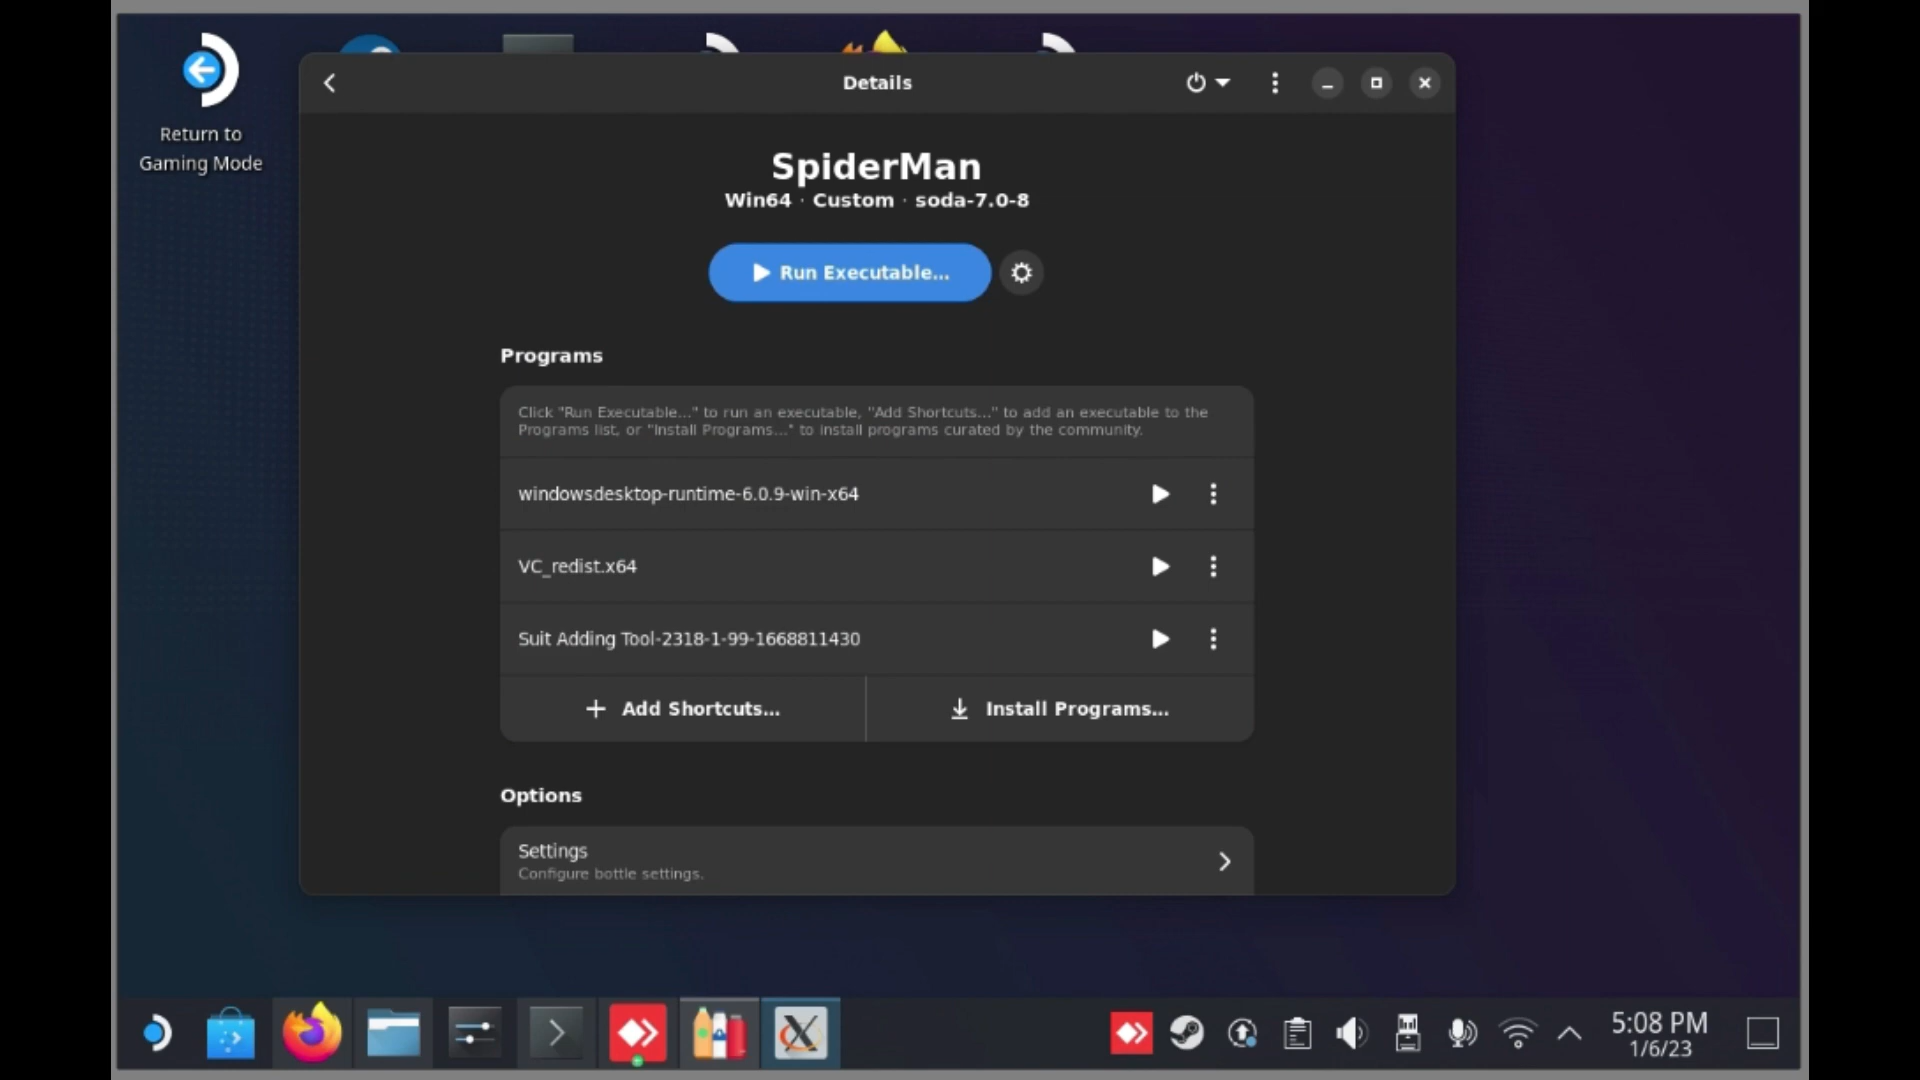 Return to
Gaming Mode
Details
SpiderMan
Win64 · Custom · soda-7.0-8
Run Executable...
Programs
Click "Run Executable..." to run an executable, "Add Shortcuts..." to add an executable to the
Programs list, or "Install Programs..." to install programs curated by the community.
windowsdesktop-runtime-6.0.9-win-x64
VC_redist.x64
Suit Adding Tool-2318-1-99-1668811430
Add Shortcuts...
Install Programs...
Options
Settings
Configure bottle settings.
5:08 PM
1/6/23